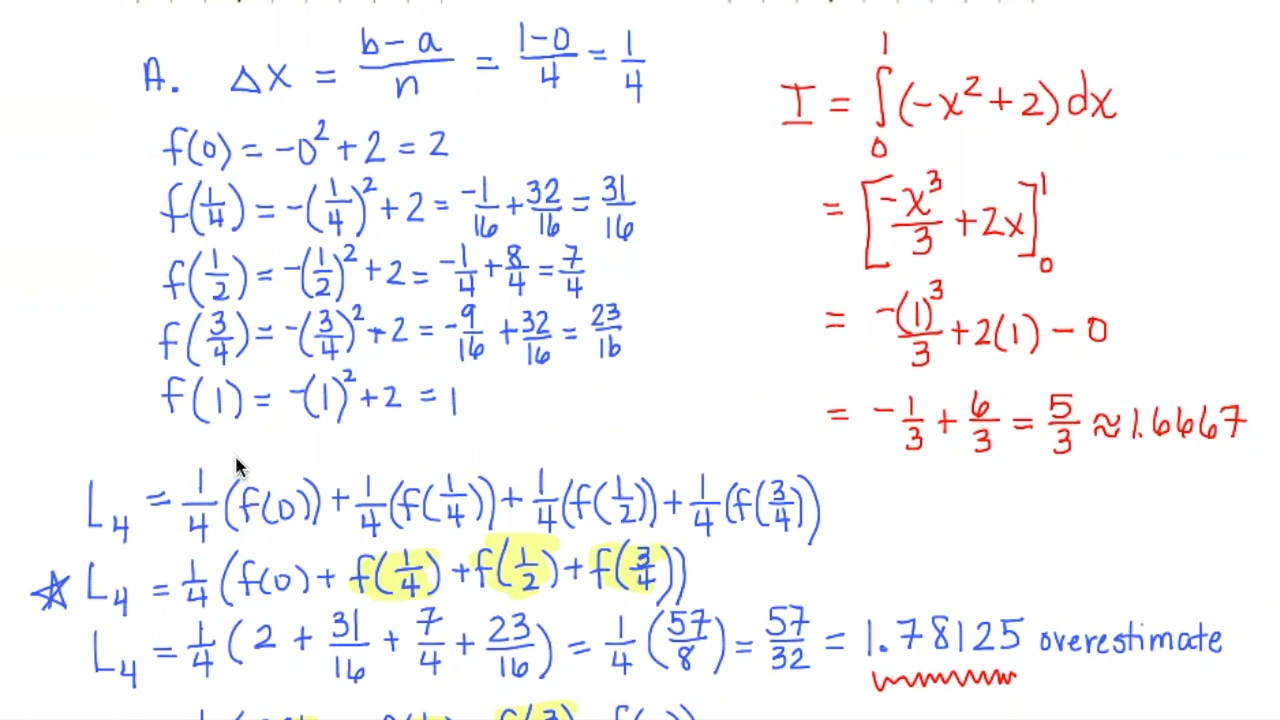 A. Δx = (b-a)/n = (1-0)/4 = 1/4
f(0) = -0² + 2 = 2
f(1/4) = -(1/4)² + 2 = -1/16 + 32/16 = 31/16
f(1/2) = -(1/2)² + 2 = -1/4 + 8/4 = 7/4
f(3/4) = -(3/4)² + 2 = -9/16 + 32/16 = 23/16
f(1) = -(1)² + 2 = 1
I = ∫₀¹ (-x² + 2) dx
= [-x³/3 + 2x]₀¹
= -(1)³/3 + 2(1) - 0
= -1/3 + 6/3 = 5/3 ≈ 1.6667
L₄ = 1/4 (f(0)) + 1/4 (f(1/4)) + 1/4 (f(1/2)) + 1/4 (f(3/4))
☆ L₄ = 1/4 (f(0) + f(1/4) + f(1/2) + f(3/4))
L₄ = 1/4 (2 + 31/16 + 7/4 + 23/16) = 1/4 (57/8) = 57/32 = 1.78125 overestimate